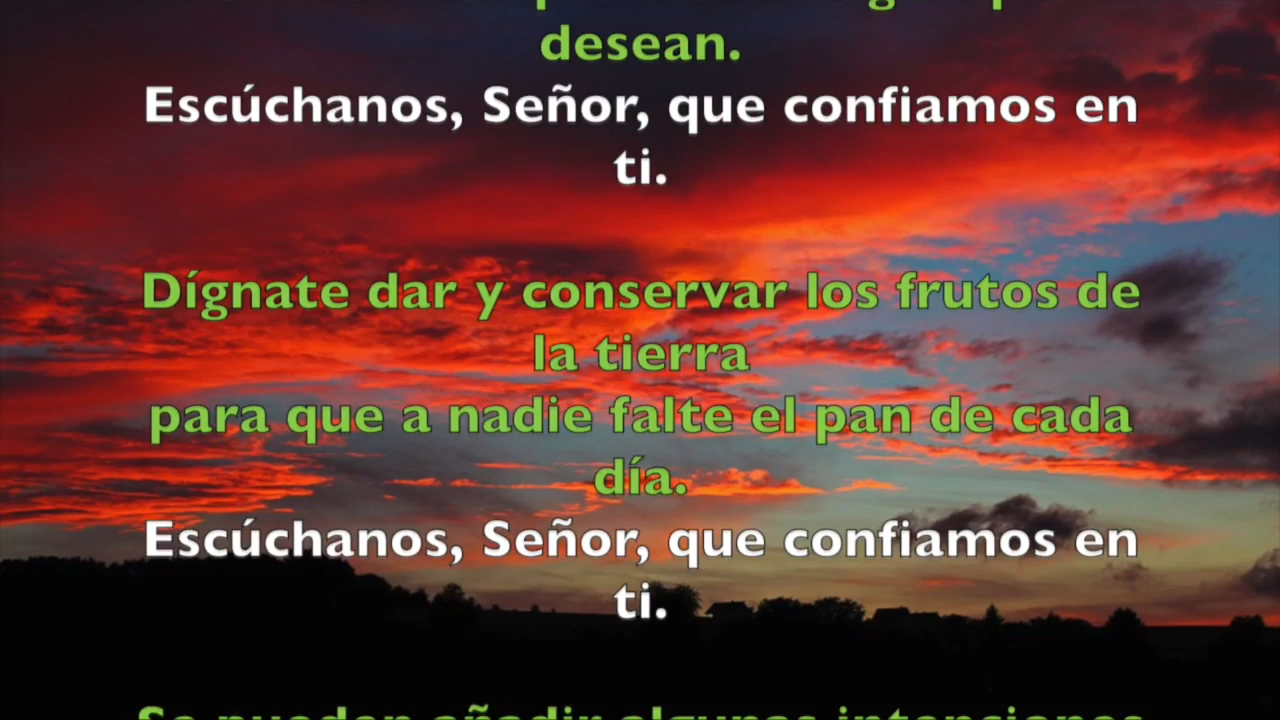 desean.
Escúchanos, Señor, que confiamos en
ti.
Dígnate dar y conservar los frutos de
la tierra
para que a nadie falte el pan de cada
día.
Escúchanos, Señor, que confiamos en
ti.
Se pueden añadir algunas intenciones